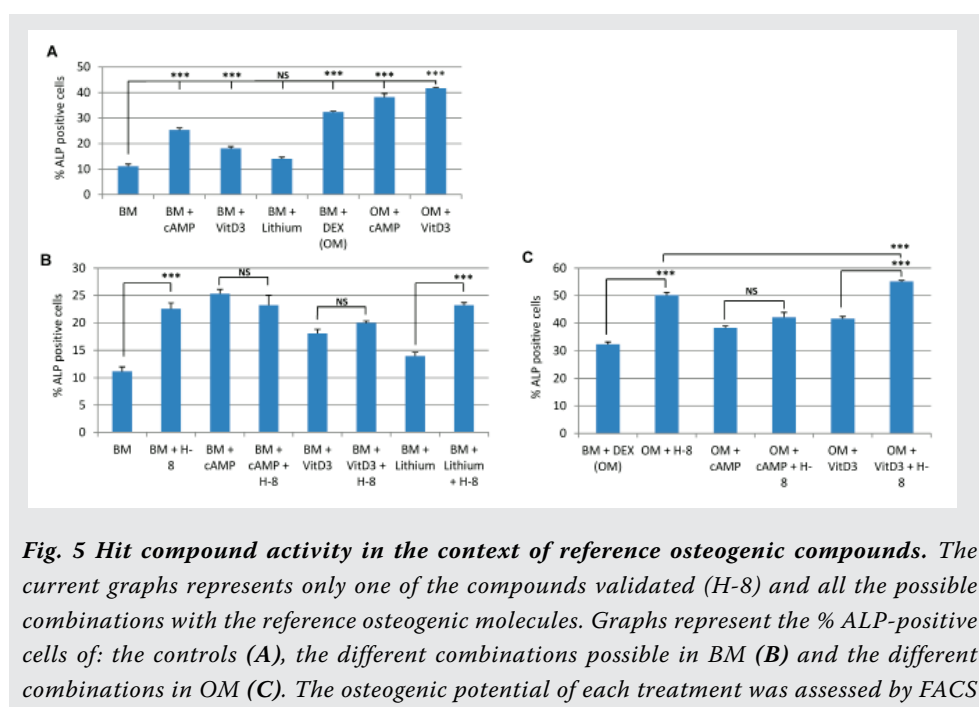 A
50
40
30
20
10
0
% ALP positive cells
*** *** NS *** *** ***
BM BM + BM + BM + BM + OM + OM +
cAMP VitD3 Lithium DEX cAMP VitD3
(OM)
B
30
25
20
15
10
5
0
% ALP positive cells
*** NS NS ***
BM BM + H- BM + BM + BM + BM + BM + BM +
8 cAMP cAMP + VitD3 VitD3 + Lithium Lithium
H-8 H-8 + H-8
C
60
50
40
30
20
10
0
% ALP positive cells
***
*** NS ***
BM + DEX OM + H-8 OM + OM + OM + OM +
(OM) cAMP cAMP + H- VitD3 VitD3 + H-
8 8
Fig. 5 Hit compound activity in the context of reference osteogenic compounds. The
current graphs represents only one of the compounds validated (H-8) and all the possible
combinations with the reference osteogenic molecules. Graphs represent the % ALP-positive
cells of: the controls (A), the different combinations possible in BM (B) and the different
combinations in OM (C). The osteogenic potential of each treatment was assessed by FACS